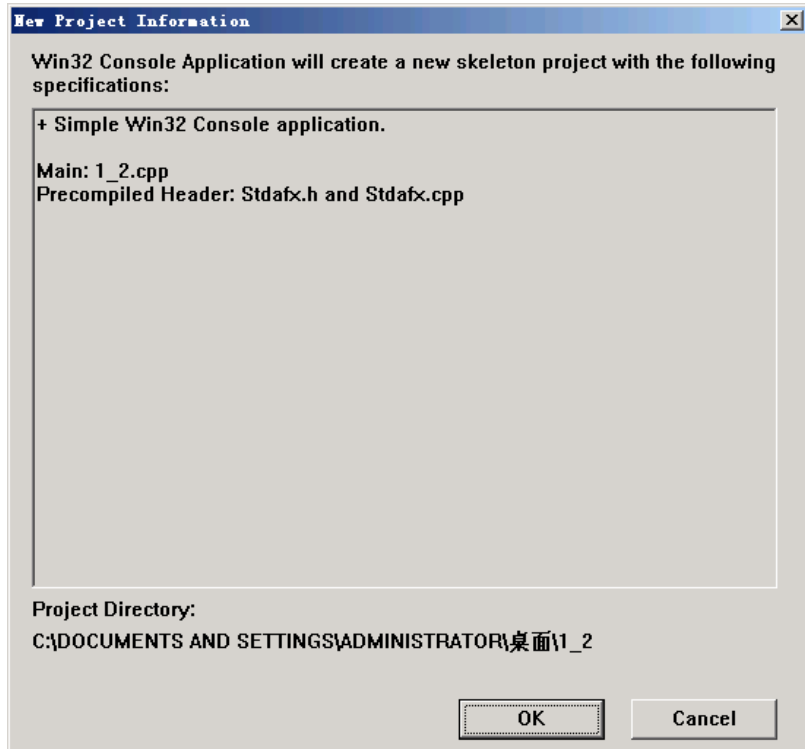 New Project Information
Win32 Console Application will create a new skeleton project with the following
specifications:
+ Simple Win32 Console application.
Main: 1_2.cpp
Precompiled Header: Stdafx.h and Stdafx.cpp
Project Directory:
C:\DOCUMENTS AND SETTINGS\ADMINISTRATOR\桌面\1_2
OK
Cancel